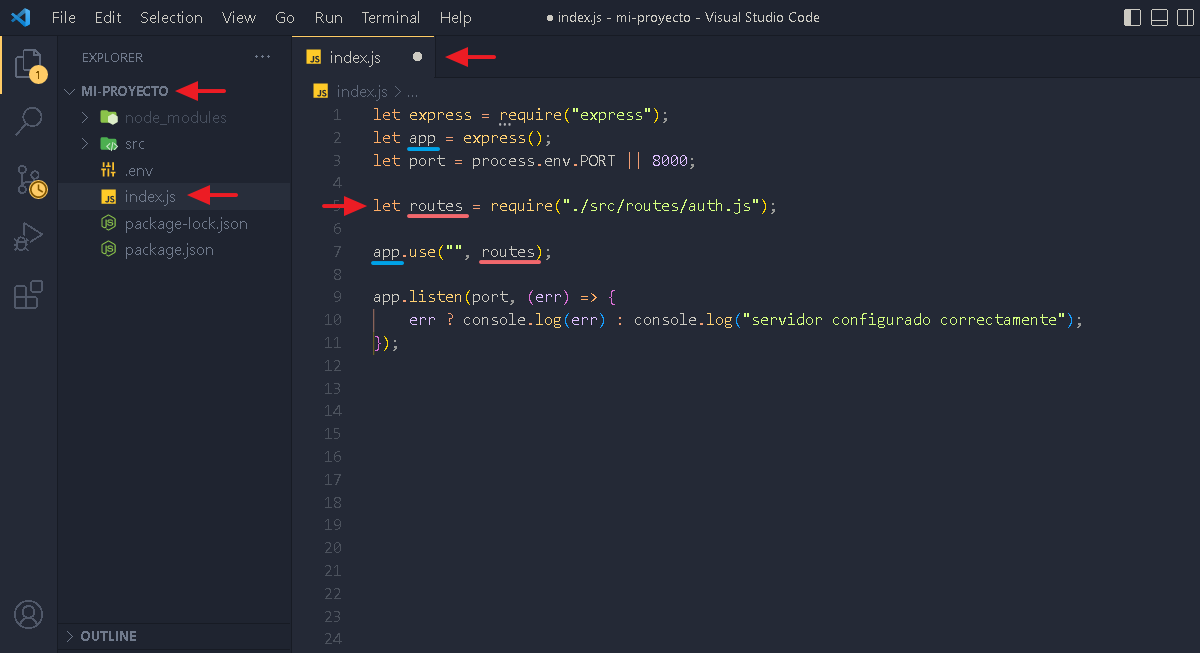 File Edit Selection View Go Run Terminal Help ● index.js - mi-proyecto - Visual Studio Code
EXPLORER ···
MI-PROYECTO
node_modules
src
.env
JS index.js
package-lock.json
package.json
OUTLINE
1
JS index.js ●
JS index.js > ...
1 let express = require("express");
2 let app = express();
3 let port = process.env.PORT || 8000;
4
5 let routes = require("./src/routes/auth.js");
6
7 app.use("", routes);
8
9 app.listen(port, (err) => {
10 err ? console.log(err) : console.log("servidor configurado correctamente");
11 });
12
13
14
15
16
17
18
19
20
21
22
23
24